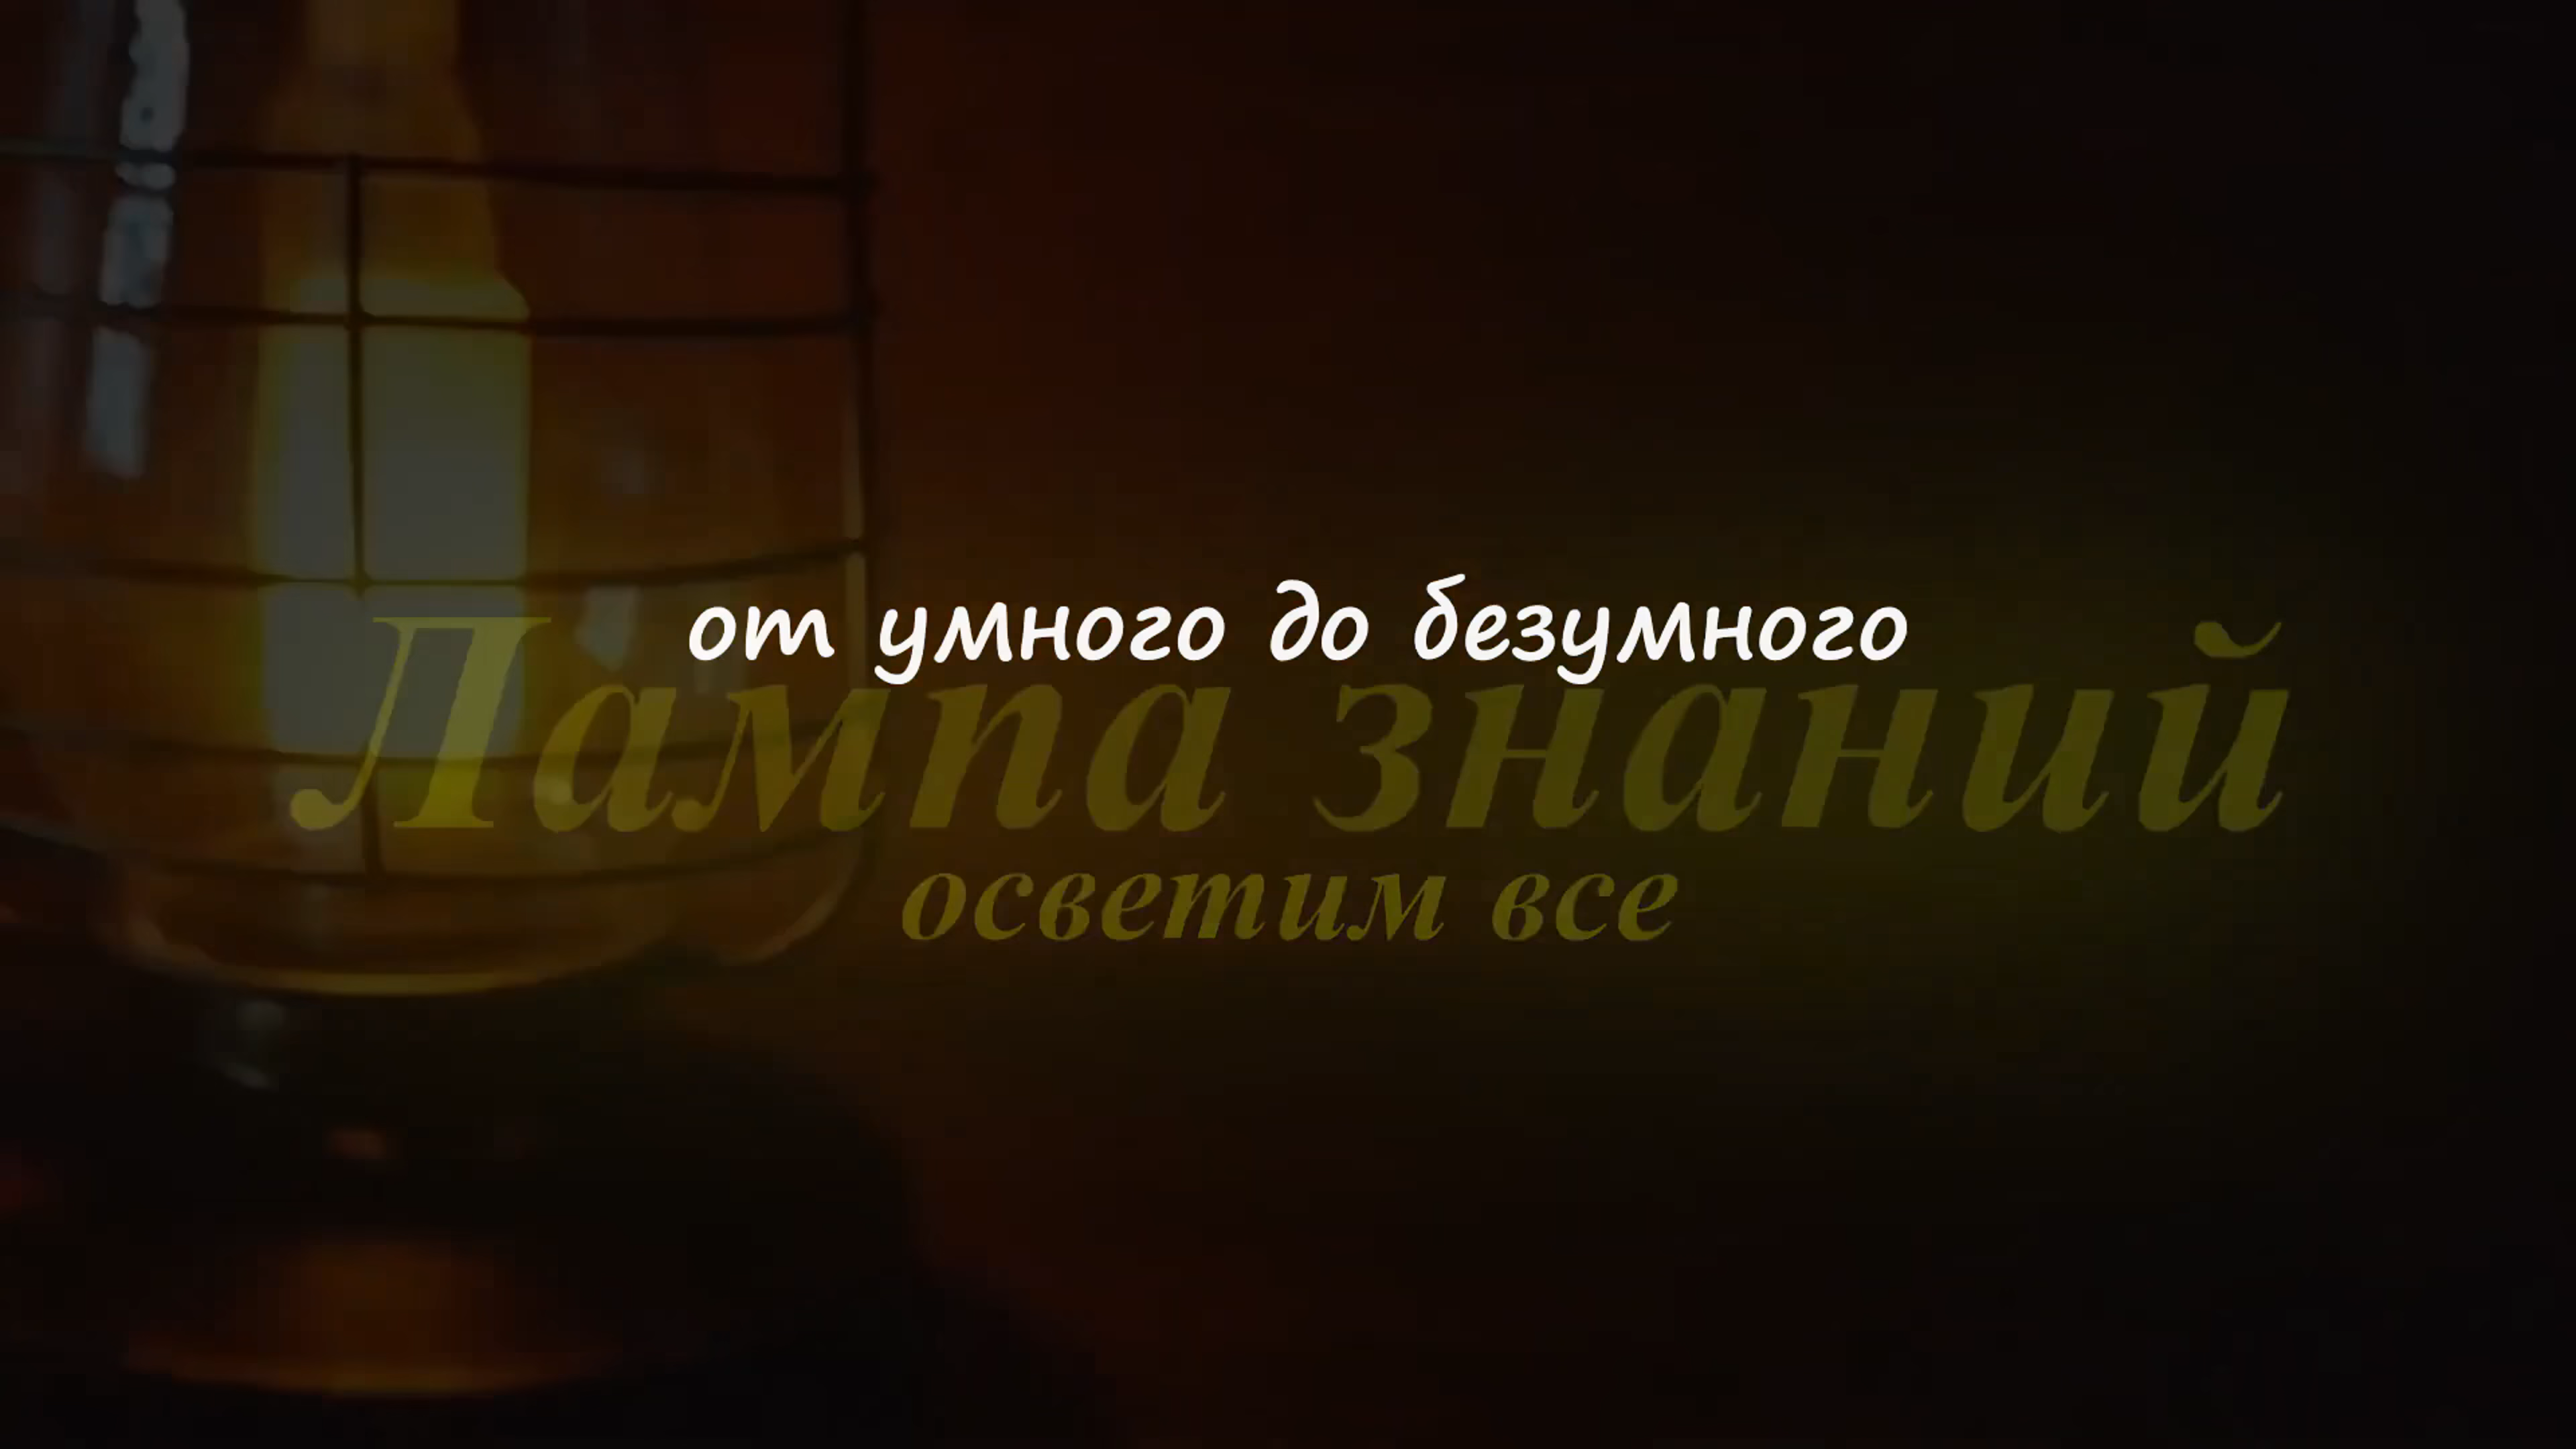 от умного до безумного
Лампа знаний
осветим все